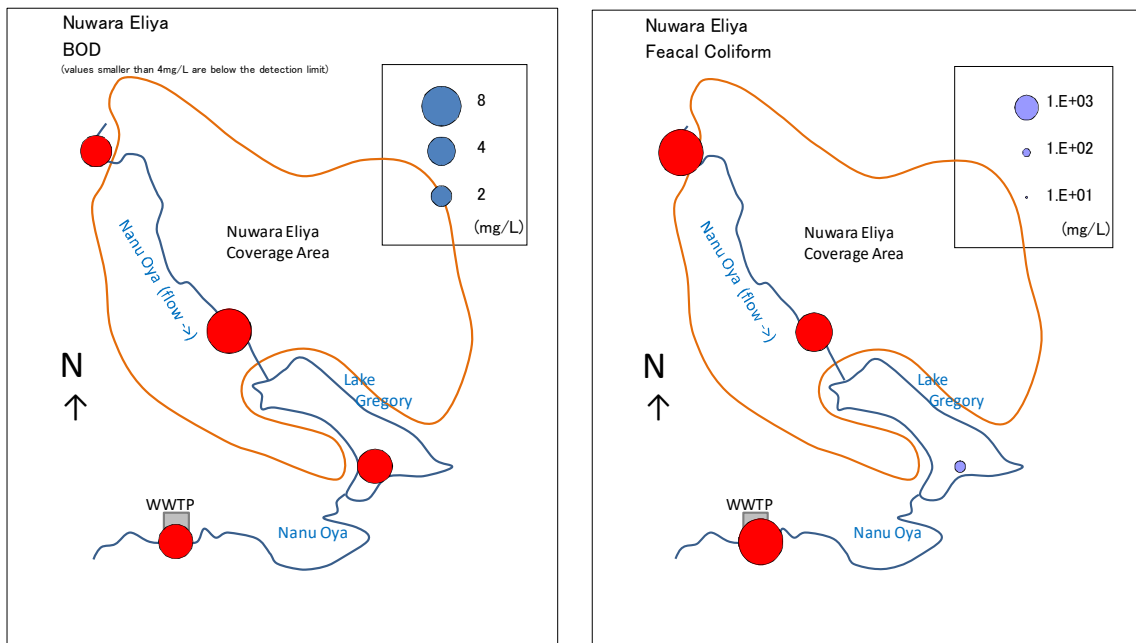 Nuwara Eliya
BOD
(values smaller than 4mg/L are below the detection limit)
8
4
2
(mg/L)
Nuwara Eliya
Coverage Area
Nanu Oya (flow ->)
N
Lake
Gregory
WWTP
Nanu Oya
Nuwara Eliya
Feacal Coliform
1.E+03
1.E+02
1.E+01
(mg/L)
Nuwara Eliya
Coverage Area
Nanu Oya (flow ->)
N
Lake
Gregory
WWTP
Nanu Oya